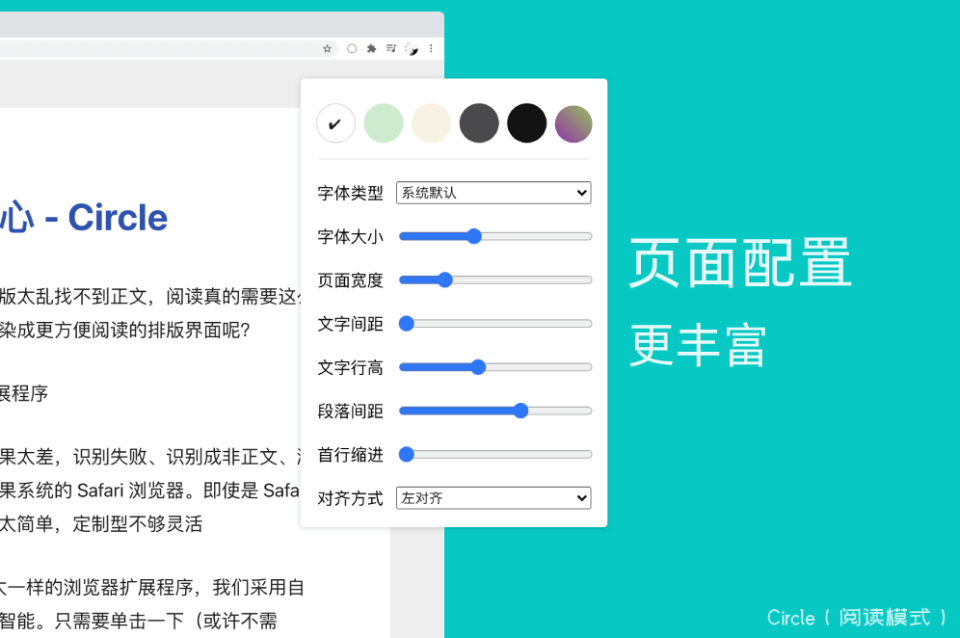 心 - Circle
版太乱找不到正文，阅读真的需要这
染成更方便阅读的排版界面呢？
展程序
果太差，识别失败、识别成非正文、
果系统的 Safari 浏览器。即使是 Safa
太简单，定制型不够灵活
一样的浏览器扩展程序，我们采用自
智能。只需要单击一下（或许不需
字体类型 系统默认
字体大小
页面宽度
文字间距
文字行高
段落间距
首行缩进
对齐方式 左对齐
页面配置
更丰富
Circle（阅读模式）